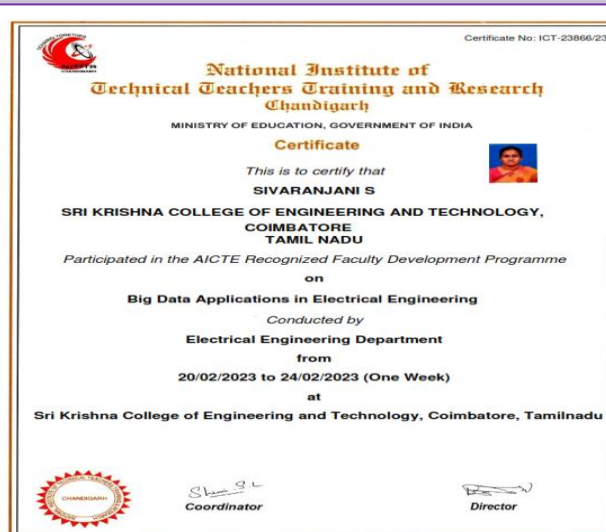 Certificate No: ICT-23866/23
National Institute of
Technical Teachers Training and Research
Chandigarh
MINISTRY OF EDUCATION, GOVERNMENT OF INDIA
Certificate
This is to certify that
SIVARANJANI S
SRI KRISHNA COLLEGE OF ENGINEERING AND TECHNOLOGY,
COIMBATORE
TAMIL NADU
Participated in the AICTE Recognized Faculty Development Programme
on
Big Data Applications in Electrical Engineering
Conducted by
Electrical Engineering Department
from
20/02/2023 to 24/02/2023 (One Week)
at
Sri Krishna College of Engineering and Technology, Coimbatore, Tamilnadu
CHANDIGARH
Coordinator
Director